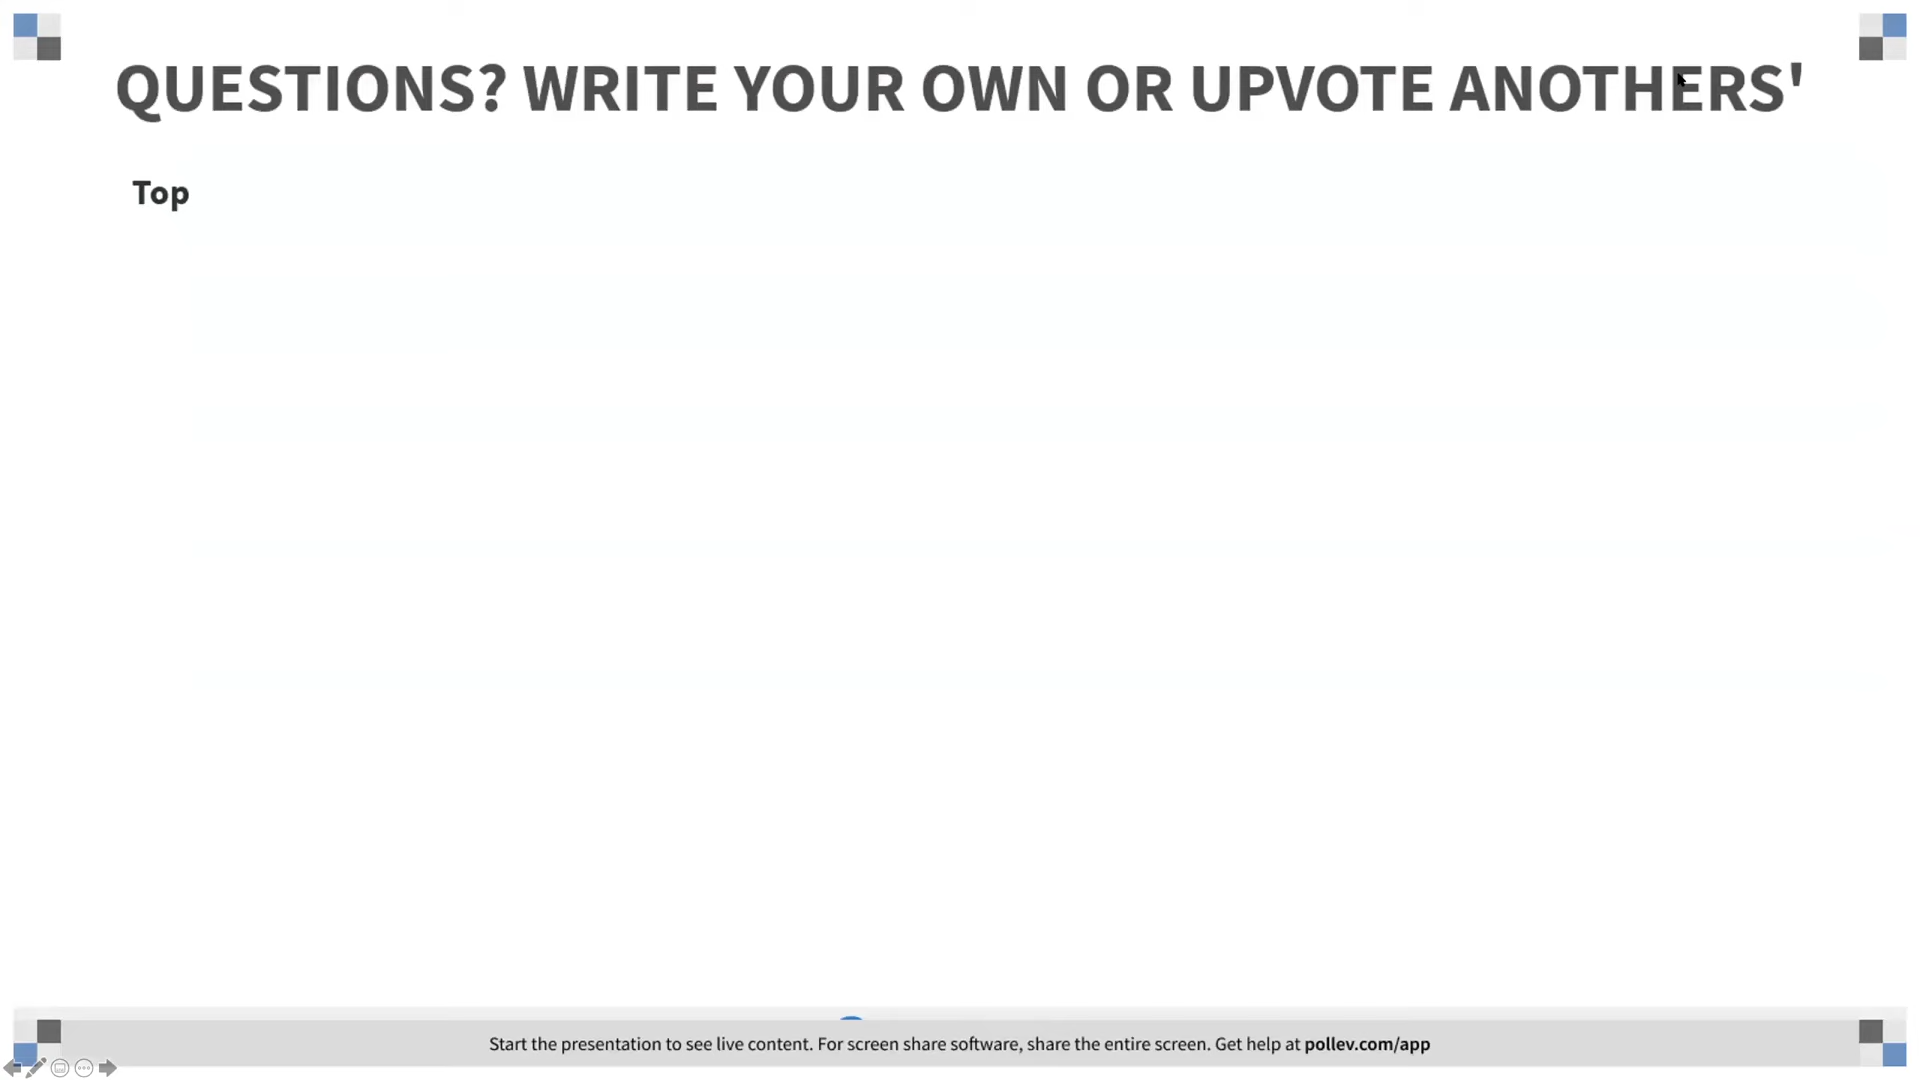 QUESTIONS? WRITE YOUR OWN OR UPVOTE ANOTHERS'
Top
Start the presentation to see live content. For screen share software, share the entire screen. Get help at pollev.com/app